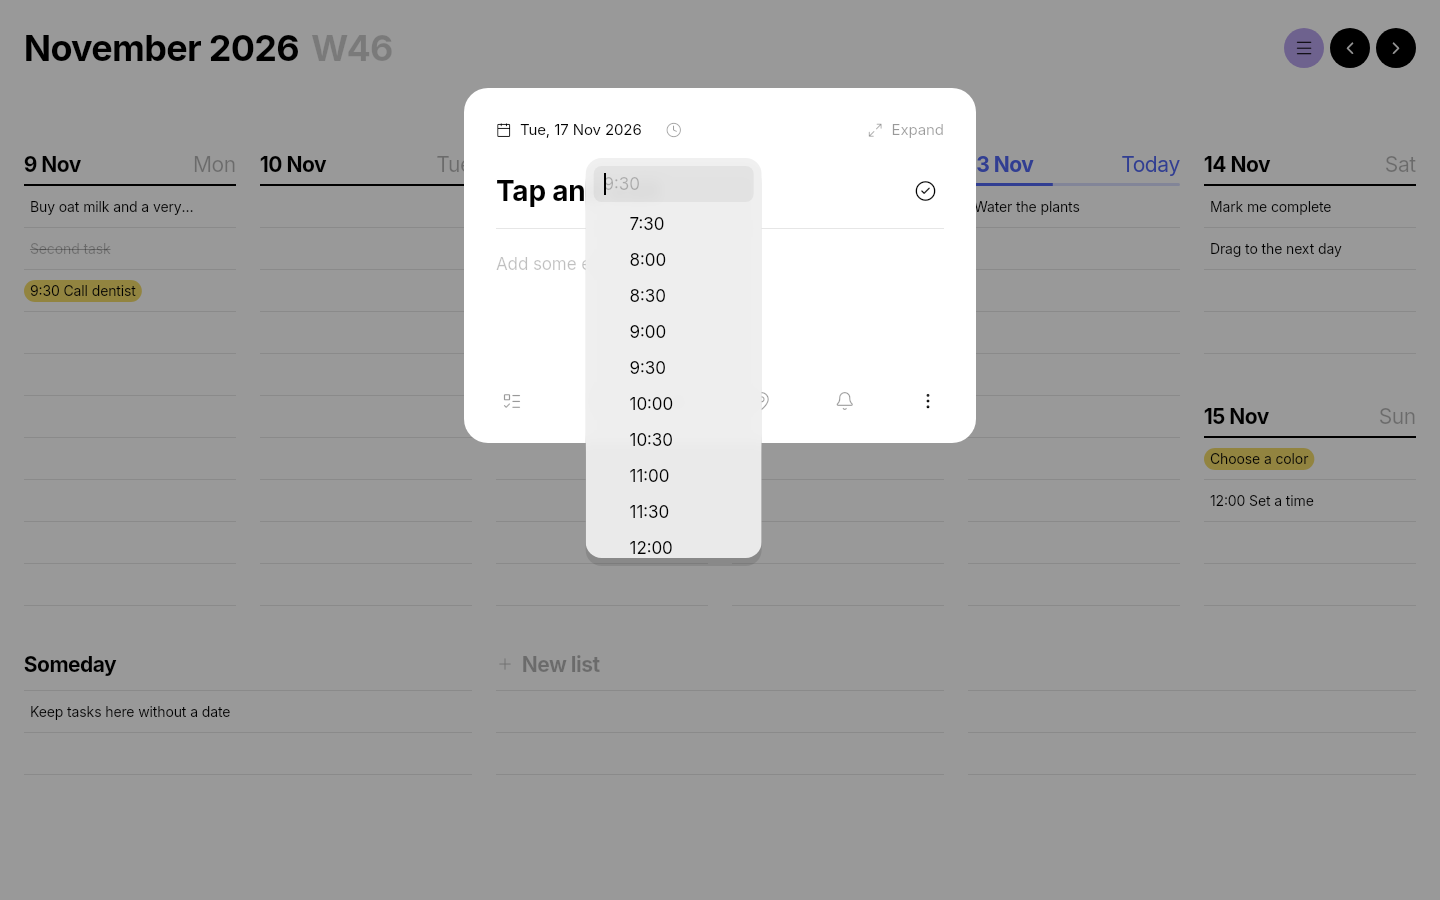 November 2026 W46
Tue, 17 Nov 2026
Expand
9 Nov Mon
10 Nov Tue
3 Nov Today
14 Nov Sat
Tap an
9:30
7:30
8:00
8:30
9:00
9:30
10:00
10:30
11:00
11:30
12:00
Add some
Buy oat milk and a very...
Second task
9:30 Call dentist
Water the plants
Mark me complete
Drag to the next day
15 Nov Sun
Choose a color
12:00 Set a time
Someday
New list
Keep tasks here without a date